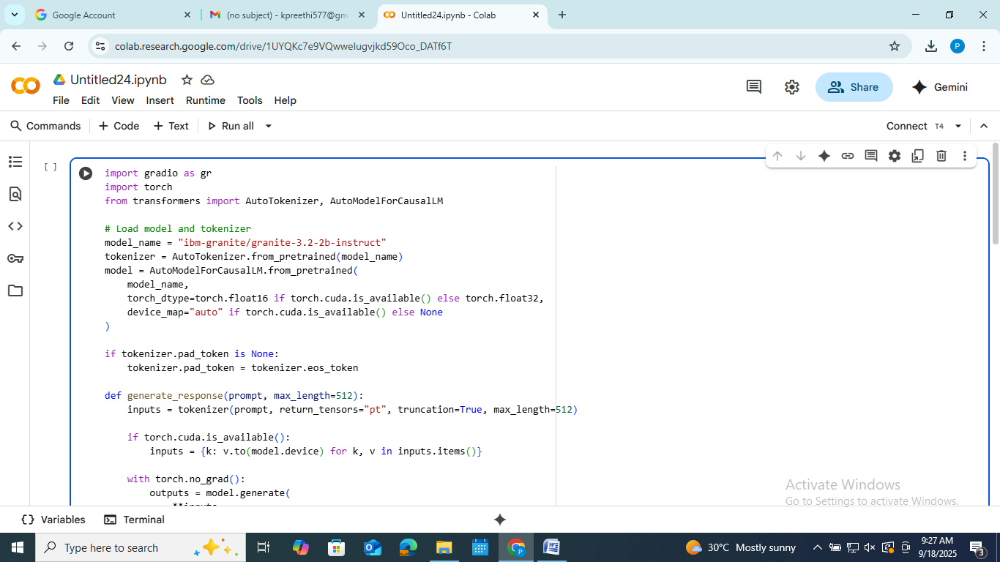 Google Account
(no subject) - kpreethi577@gm
Untitled24.ipynb - Colab
colab.research.google.com/drive/1UYQKc7e9VQwwelugvjkd59Oco_DATf6T
P
Untitled24.ipynb
File Edit View Insert Runtime Tools Help
Share
Gemini
Commands + Code + Text Run all
Connect T4
[ ]
import gradio as gr
import torch
from transformers import AutoTokenizer, AutoModelForCausalLM
# Load model and tokenizer
model_name = "ibm-granite/granite-3.2-2b-instruct"
tokenizer = AutoTokenizer.from_pretrained(model_name)
model = AutoModelForCausalLM.from_pretrained(
    model_name,
    torch_dtype=torch.float16 if torch.cuda.is_available() else torch.float32,
    device_map="auto" if torch.cuda.is_available() else None
)
if tokenizer.pad_token is None:
    tokenizer.pad_token = tokenizer.eos_token
def generate_response(prompt, max_length=512):
    inputs = tokenizer(prompt, return_tensors="pt", truncation=True, max_length=512)
    if torch.cuda.is_available():
        inputs = {k: v.to(model.device) for k, v in inputs.items()}
    with torch.no_grad():
        outputs = model.generate(
            **inputs
Activate Windows
Go to Settings to activate Windows.
{} Variables Terminal
Type here to search
30°C Mostly sunny
9:27 AM
9/18/2025
3